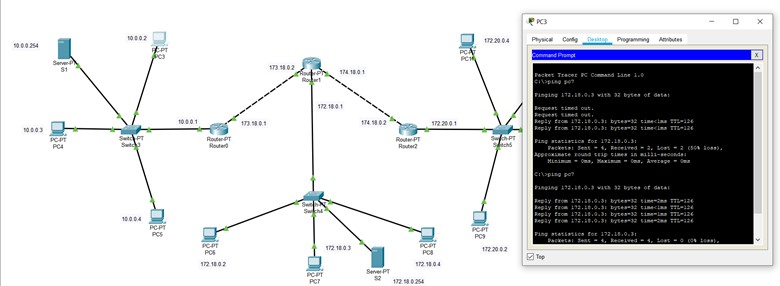 10.0.0.254
Server-PT
S1
10.0.0.2
PC-PT
PC3
10.0.0.3
PC-PT
PC4
Switch-PT
Switch3
10.0.0.1
Router-PT
Router0
173.18.0.1
173.18.0.2
Router-PT
Router1
174.18.0.1
172.18.0.1
174.18.0.2
Router-PT
Router2
172.20.0.1
172.20.0.4
PC-PT
Switch-PT
Switch5
10.0.0.4
PC-PT
PC5
Switch-PT
Switch4
PC-PT
PC6
172.18.0.2
172.18.0.3
PC-PT
PC7
Server-PT
S2
172.18.0.254
PC-PT
PC8
172.18.0.4
PC-PT
PC9
172.20.0.2
PC3
Physical Config Desktop Programming Attributes
Command Prompt X
Packet Tracer PC Command Line 1.0
C:\>ping pc7
Pinging 172.18.0.3 with 32 bytes of data:
Request timed out.
Request timed out.
Reply from 172.18.0.3: bytes=32 time<1ms TTL=126
Reply from 172.18.0.3: bytes=32 time<1ms TTL=126
Ping statistics for 172.18.0.3:
Packets: Sent = 4, Received = 2, Lost = 2 (50% loss),
Approximate round trip times in milli-seconds:
Minimum = 0ms, Maximum = 0ms, Average = 0ms
C:\>ping pc7
Pinging 172.18.0.3 with 32 bytes of data:
Reply from 172.18.0.3: bytes=32 time=2ms TTL=126
Reply from 172.18.0.3: bytes=32 time=2ms TTL=126
Reply from 172.18.0.3: bytes=32 time=2ms TTL=126
Reply from 172.18.0.3: bytes=32 time=2ms TTL=126
Ping statistics for 172.18.0.3:
Packets: Sent = 4, Received = 4, Lost = 0 (0% loss),
Top